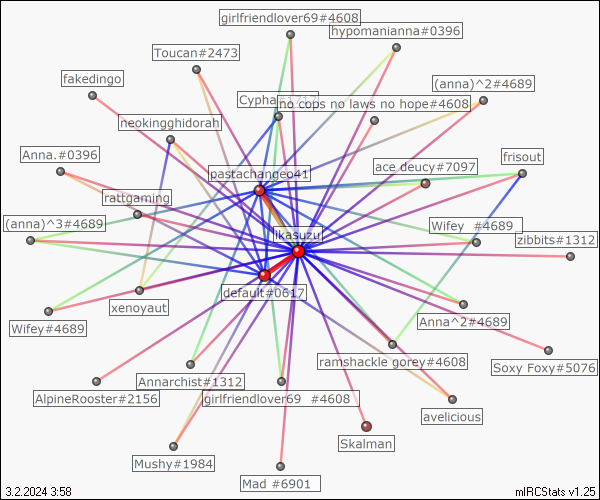 girlfriendlover69#4608
hypomanianna#0396
Toucan#2473
fakedingo
(anna)^2#4689
Cypha#1717
no cops no laws no hope#4608
neokingghidorah
Anna.#0396
frisout
ace deucy#7097
pastachangeo41
rattgaming
(anna)^3#4689
Wifey #4689
likasuzu
zibbits#1312
default#0617
xenoyaut
Anna^2#4689
Wifey#4689
ramshackle gorey#4608
Soxy Foxy#5076
Annarchist#1312
AlpineRooster#2156
girlfriendlover69 #4608
avelicious
Skalman
Mushy#1984
Mad #6901
3.2.2024 3:58
mIRCStats v1.25